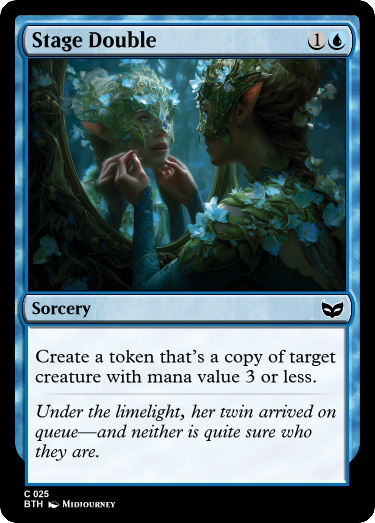 Stage Double 1
Sorcery
Create a token that's a copy of target
creature with mana value 3 or less.
Under the limelight, her twin arrived on
queue—and neither is quite sure who
they are.
C 025
BTH Midjourney